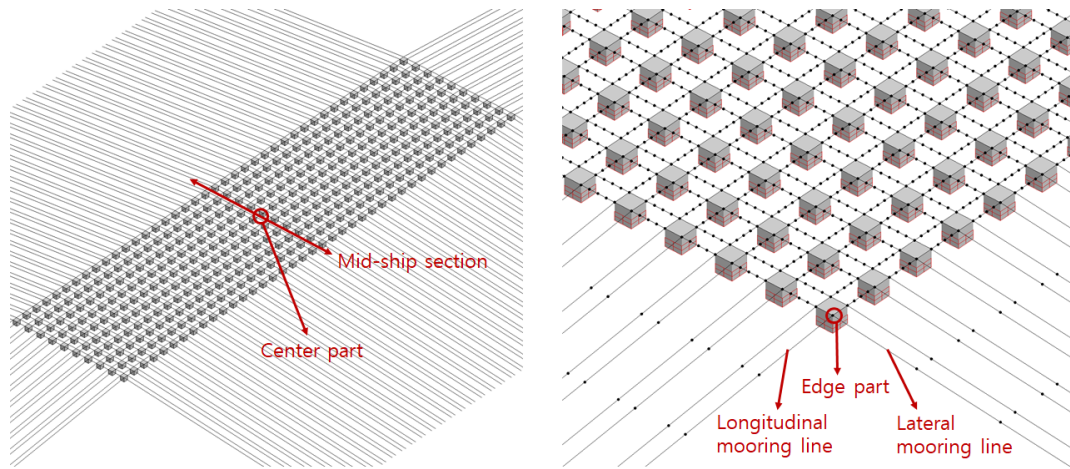 Mid-ship section
Center part
Edge part
Longitudinal
mooring line
Lateral
mooring line